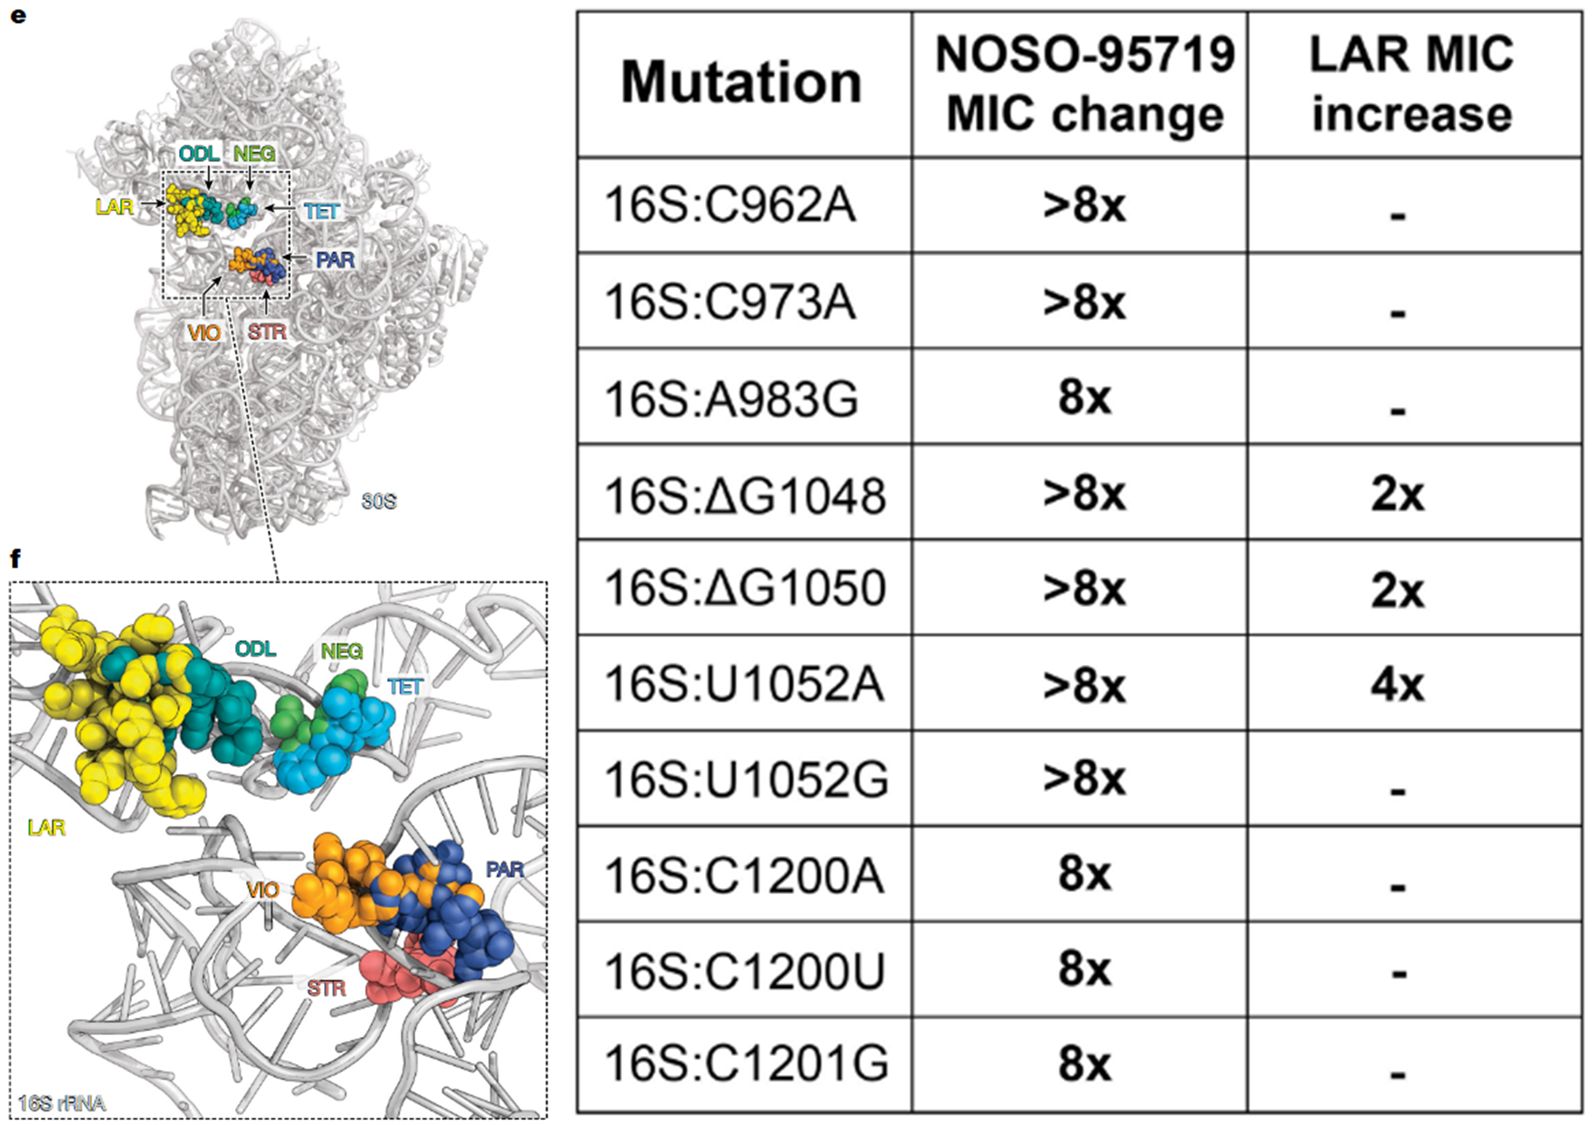 e
ODL NEG
LAR
TET
PAR
VIO STR
30S
f
ODL
NEG
TET
LAR
VIO
PAR
STR
16S rRNA
Mutation
NOSO-95719
MIC change
LAR MIC
increase
16S:C962A >8x -
16S:C973A >8x -
16S:A983G 8x -
16S:ΔG1048 >8x 2x
16S:ΔG1050 >8x 2x
16S:U1052A >8x 4x
16S:U1052G >8x -
16S:C1200A 8x -
16S:C1200U 8x -
16S:C1201G 8x -